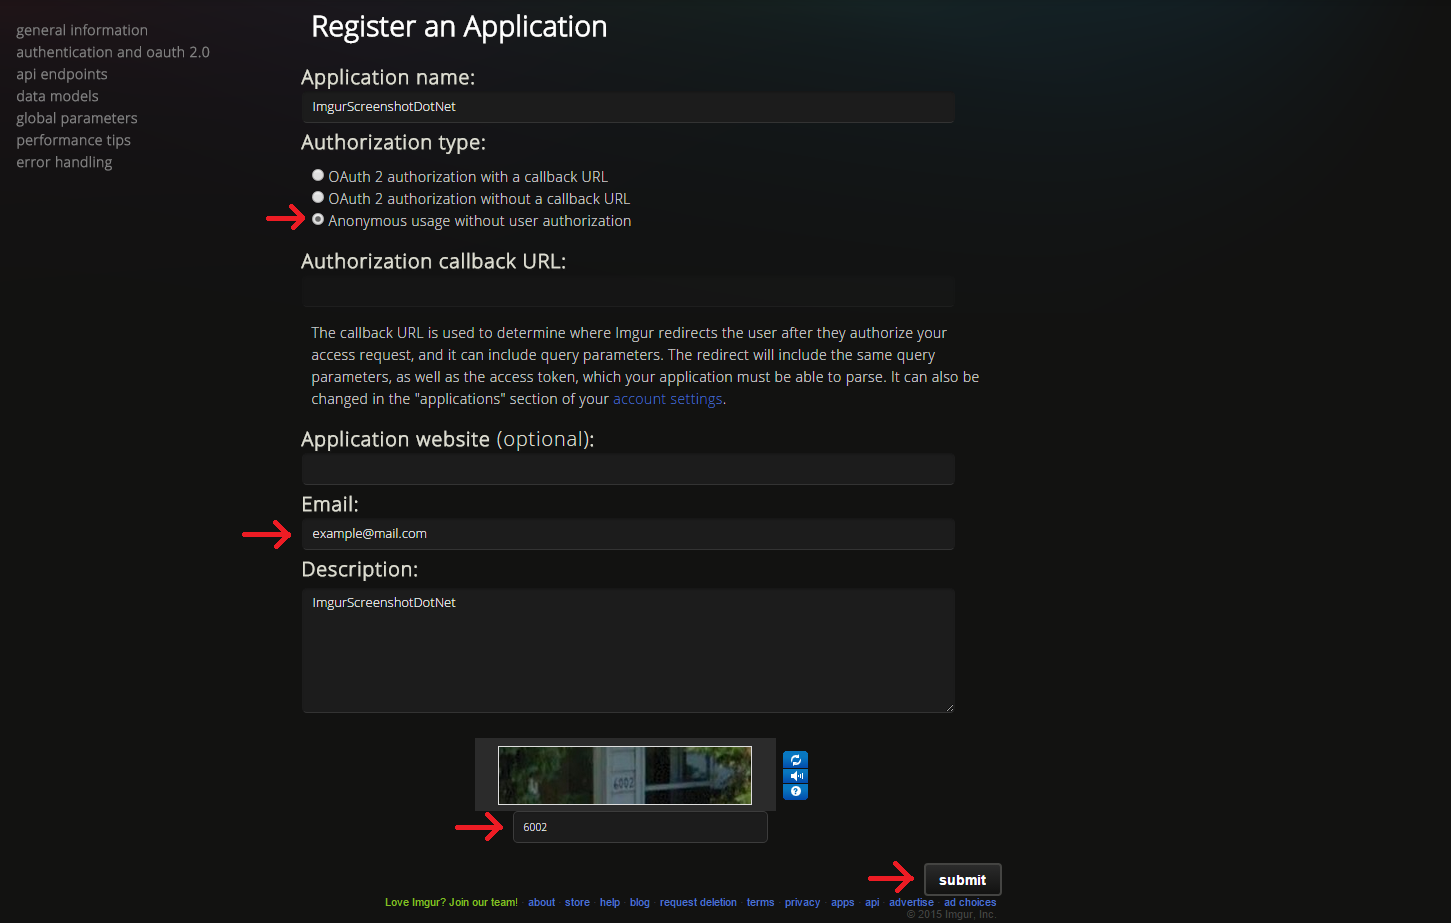 general information
authentication and oauth 2.0
api endpoints
data models
global parameters
performance tips
error handling
Register an Application
Application name:
ImgurScreenshotDotNet
Authorization type:
OAuth 2 authorization with a callback URL
OAuth 2 authorization without a callback URL
Anonymous usage without user authorization
Authorization callback URL:
The callback URL is used to determine where Imgur redirects the user after they authorize your
access request, and it can include query parameters. The redirect will include the same query
parameters, as well as the access token, which your application must be able to parse. It can also be
changed in the "applications" section of your account settings.
Application website (optional):
Email:
example@mail.com
Description:
ImgurScreenshotDotNet
6002
6002
submit
Love Imgur? Join our team! about store help blog request deletion terms privacy apps api advertise ad choices
© 2015 Imgur, Inc.